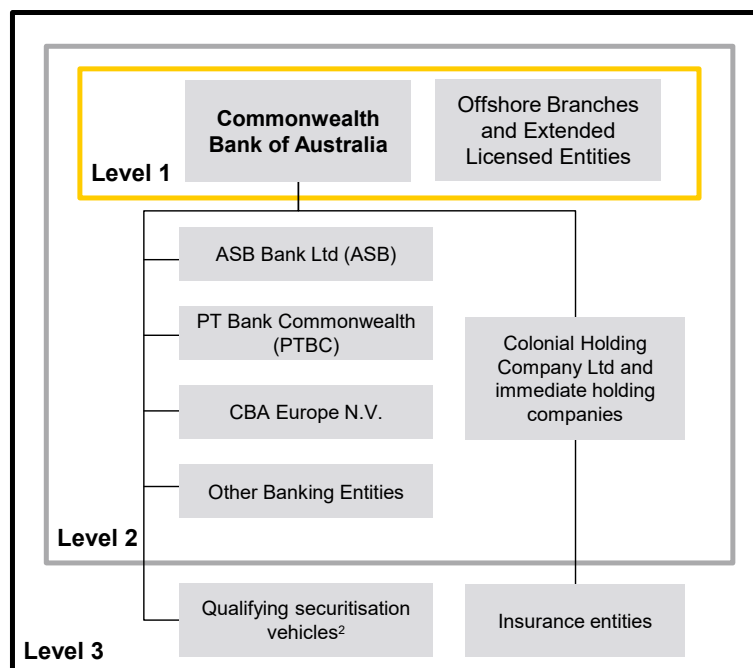 Commonwealth
Bank of Australia
Offshore Branches
and Extended
Licensed Entities
Level 1
ASB Bank Ltd (ASB)
PT Bank Commonwealth
(PTBC)
Colonial Holding
Company Ltd and
immediate holding
companies
CBA Europe N.V.
Other Banking Entities
Level 2
Qualifying securitisation
vehicles²
Insurance entities
Level 3